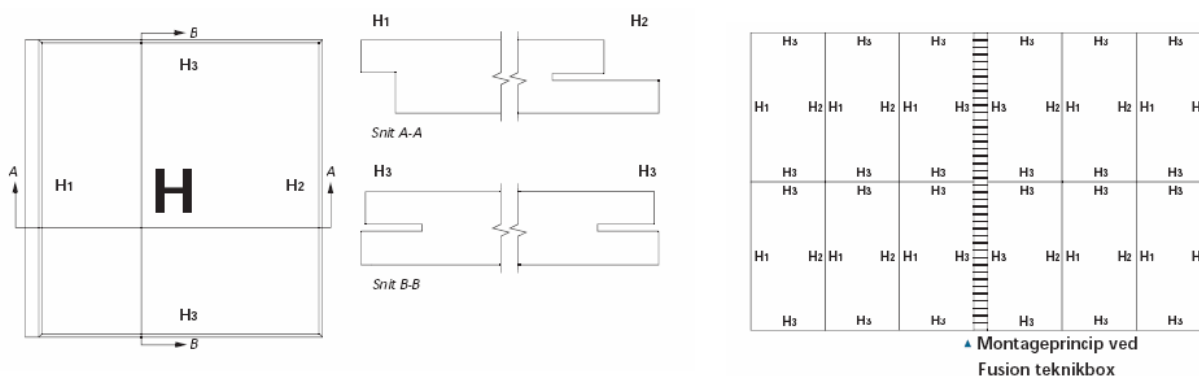 B
H3
A
H1
H
H2
A
H3
B
H1 H2
Snit A-A
H3 H3
Snit B-B
H3 H3 H3 H3 H3 H3
H1 H2 H1 H2 H1 H3 H3 H2 H1 H2 H1
H3 H3 H3 H3 H3 H3
H3 H3 H3 H3 H3 H3
H1 H2 H1 H2 H1 H3 H3 H2 H1 H2 H1
H3 H3 H3 H3 H3 H3
▲ Montageprincip ved
Fusion teknikbox